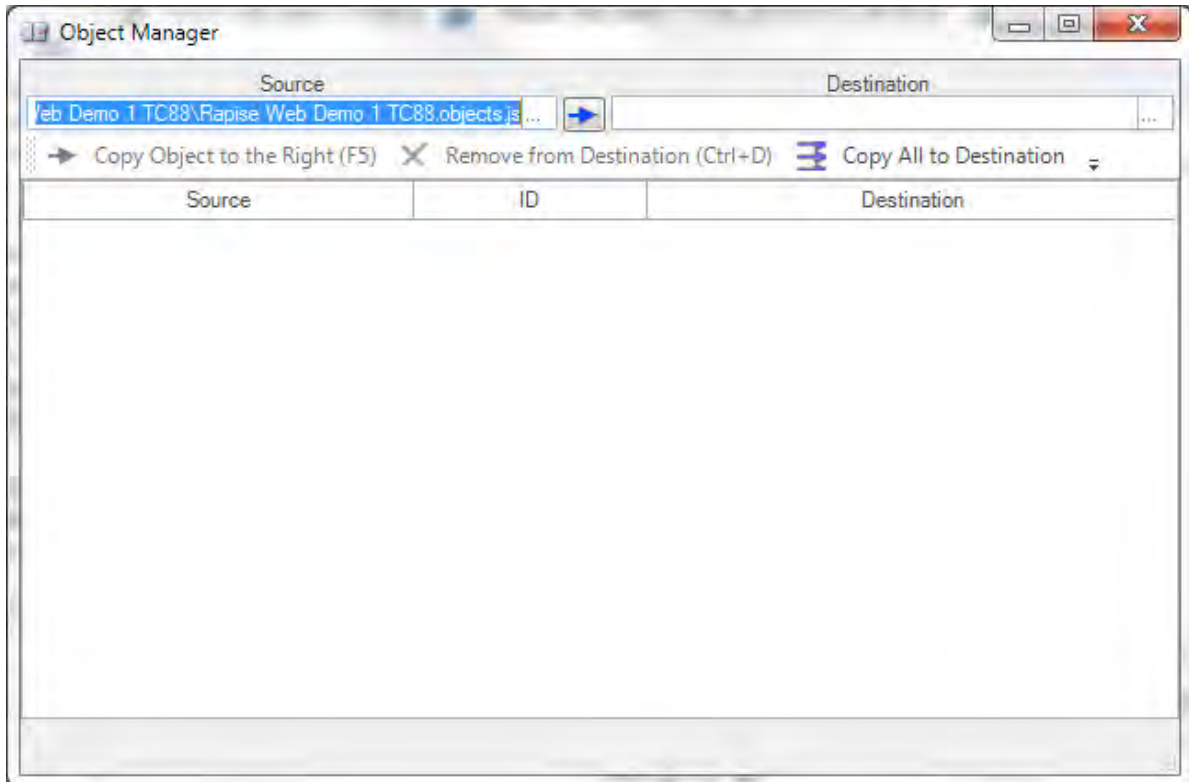 Object Manager
Source Destination
Web Demo 1 TC88\Rapise Web Demo 1 TC88.objects.js ... ...
Copy Object to the Right (F5) Remove from Destination (Ctrl+D) Copy All to Destination
Source ID Destination